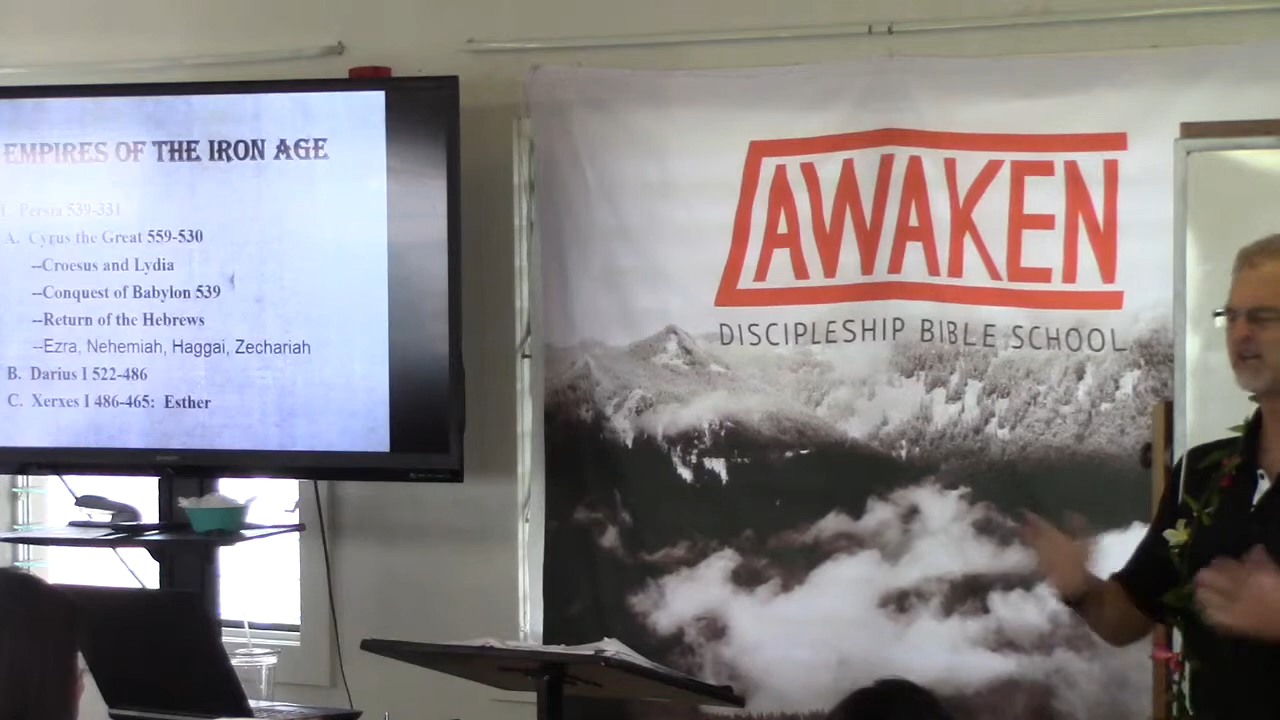 EMPIRES OF THE IRON AGE
Persia 539-331
A. Cyrus the Great 559-530
--Croesus and Lydia
--Conquest of Babylon 539
--Return of the Hebrews
--Ezra, Nehemiah, Haggai, Zechariah
B. Darius I 522-486
C. Xerxes I 486-465: Esther
AWAKEN
DISCIPLESHIP BIBLE SCHOOL